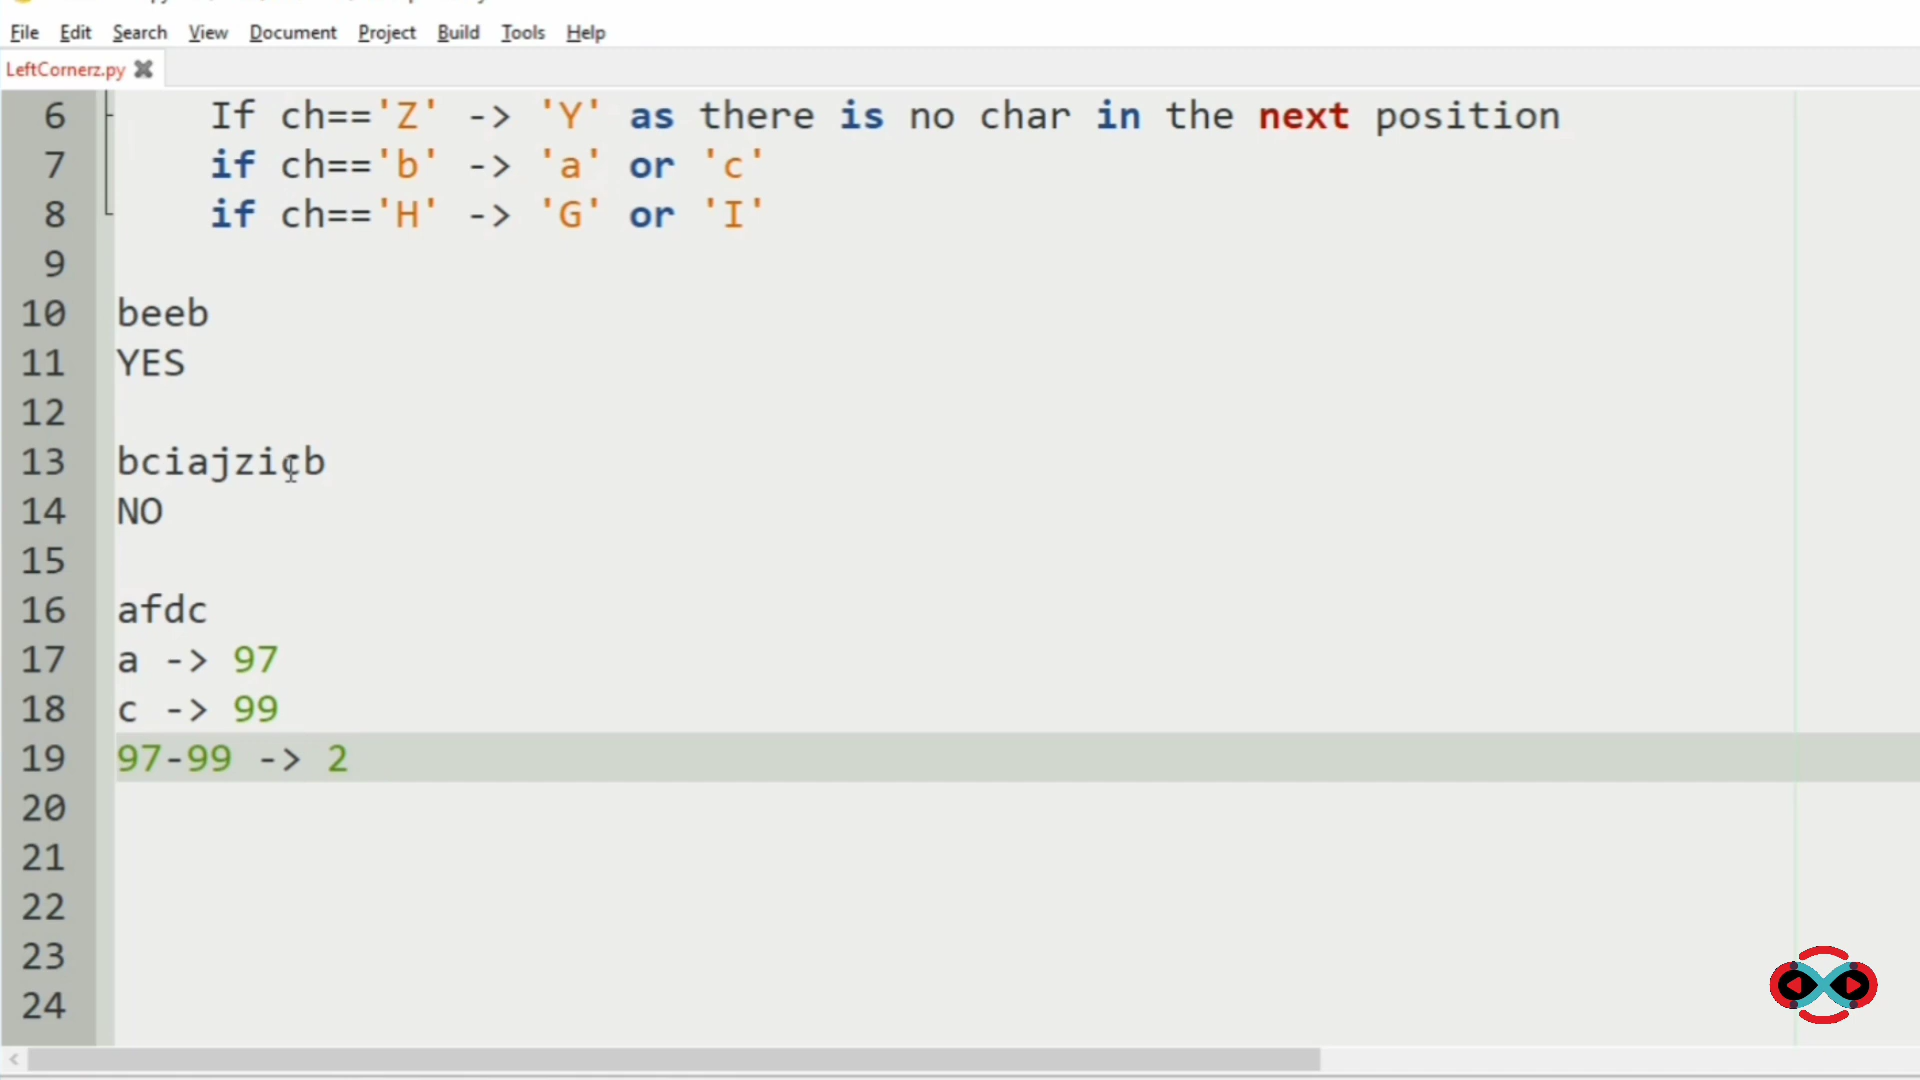 File Edit Search View Document Project Build Tools Help
LeftCornerz.py
6 If ch=='Z' -> 'Y' as there is no char in the next position
7 if ch=='b' -> 'a' or 'c'
8 if ch=='H' -> 'G' or 'I'
9
10 beeb
11 YES
12
13 bciajzicb
14 NO
15
16 afdc
17 a -> 97
18 c -> 99
19 97-99 -> 2
20
21
22
23
24